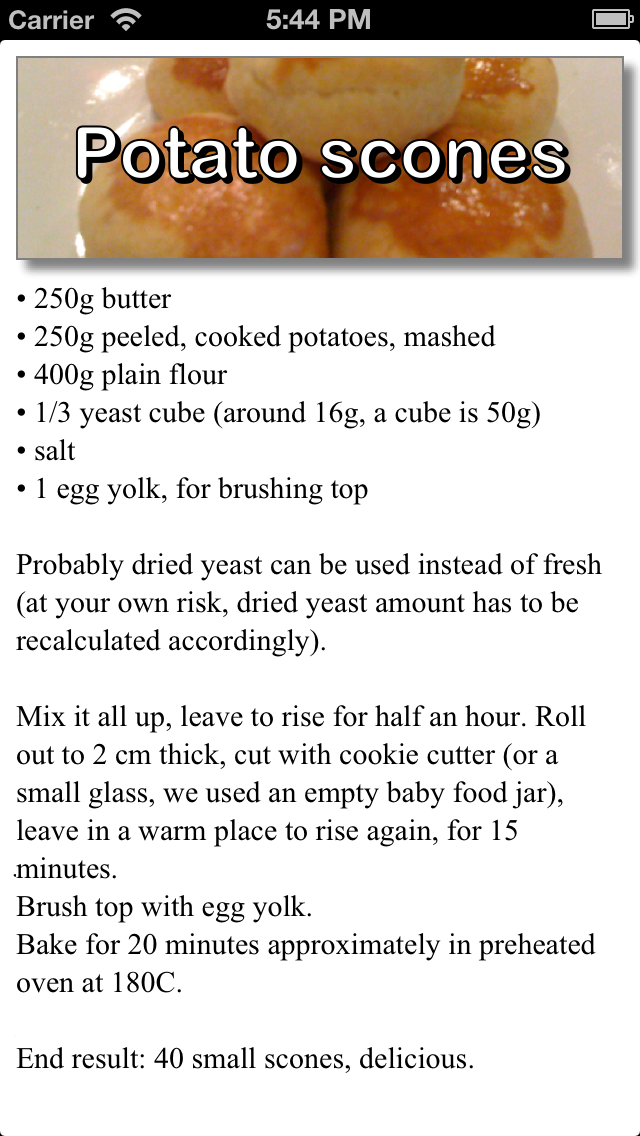 Carrier 5:44 PM
Potato scones
• 250g butter
• 250g peeled, cooked potatoes, mashed
• 400g plain flour
• 1/3 yeast cube (around 16g, a cube is 50g)
• salt
• 1 egg yolk, for brushing top
Probably dried yeast can be used instead of fresh
(at your own risk, dried yeast amount has to be
recalculated accordingly).
Mix it all up, leave to rise for half an hour. Roll
out to 2 cm thick, cut with cookie cutter (or a
small glass, we used an empty baby food jar),
leave in a warm place to rise again, for 15
minutes.
Brush top with egg yolk.
Bake for 20 minutes approximately in preheated
oven at 180C.
End result: 40 small scones, delicious.